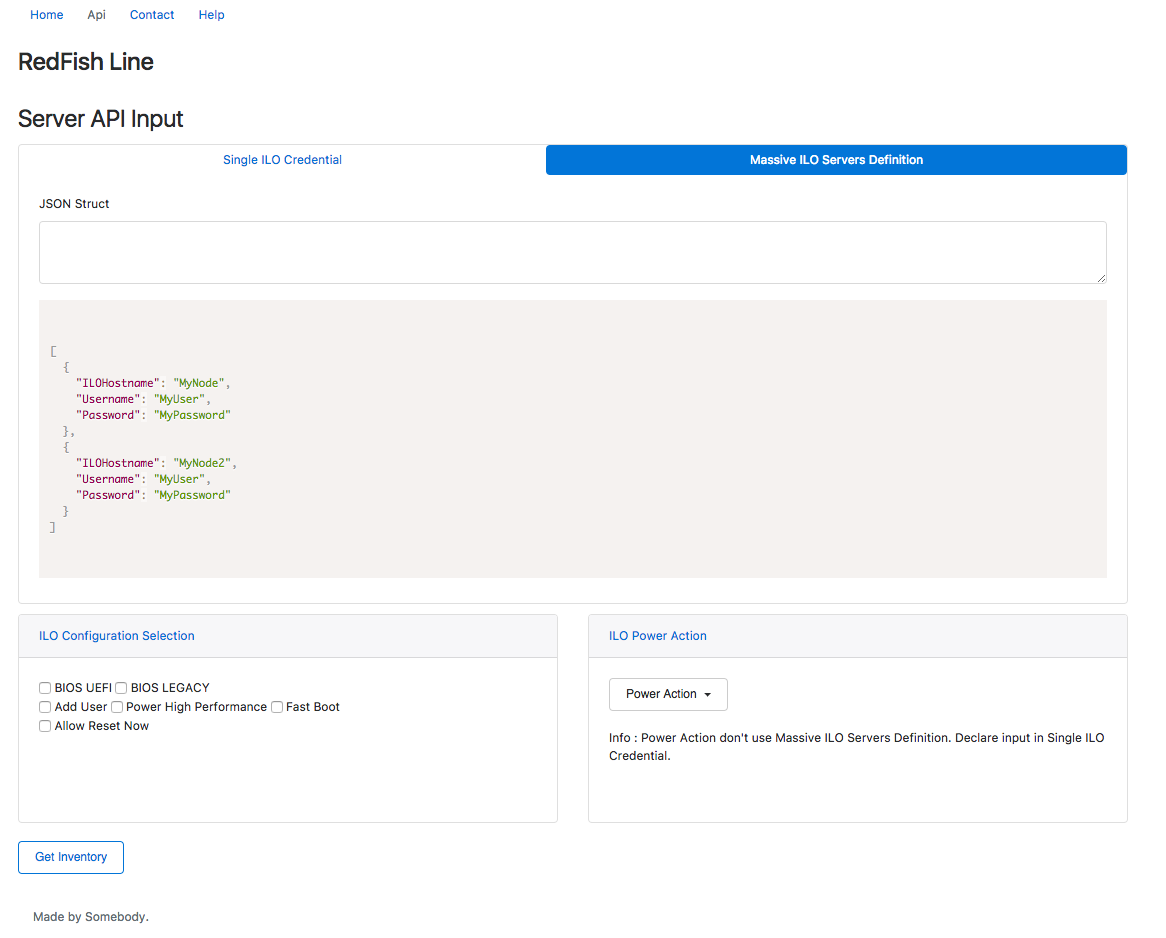 Home Api Contact Help
RedFish Line
Server API Input
Single ILO Credential Massive ILO Servers Definition
JSON Struct
[
{
"ILOHostname": "MyNode",
"Username": "MyUser",
"Password": "MyPassword"
},
{
"ILOHostname": "MyNode2",
"Username": "MyUser",
"Password": "MyPassword"
}
]
ILO Configuration Selection
BIOS UEFI BIOS LEGACY
Add User Power High Performance Fast Boot
Allow Reset Now
ILO Power Action
Power Action
Info : Power Action don't use Massive ILO Servers Definition. Declare input in Single ILO
Credential.
Get Inventory
Made by Somebody.